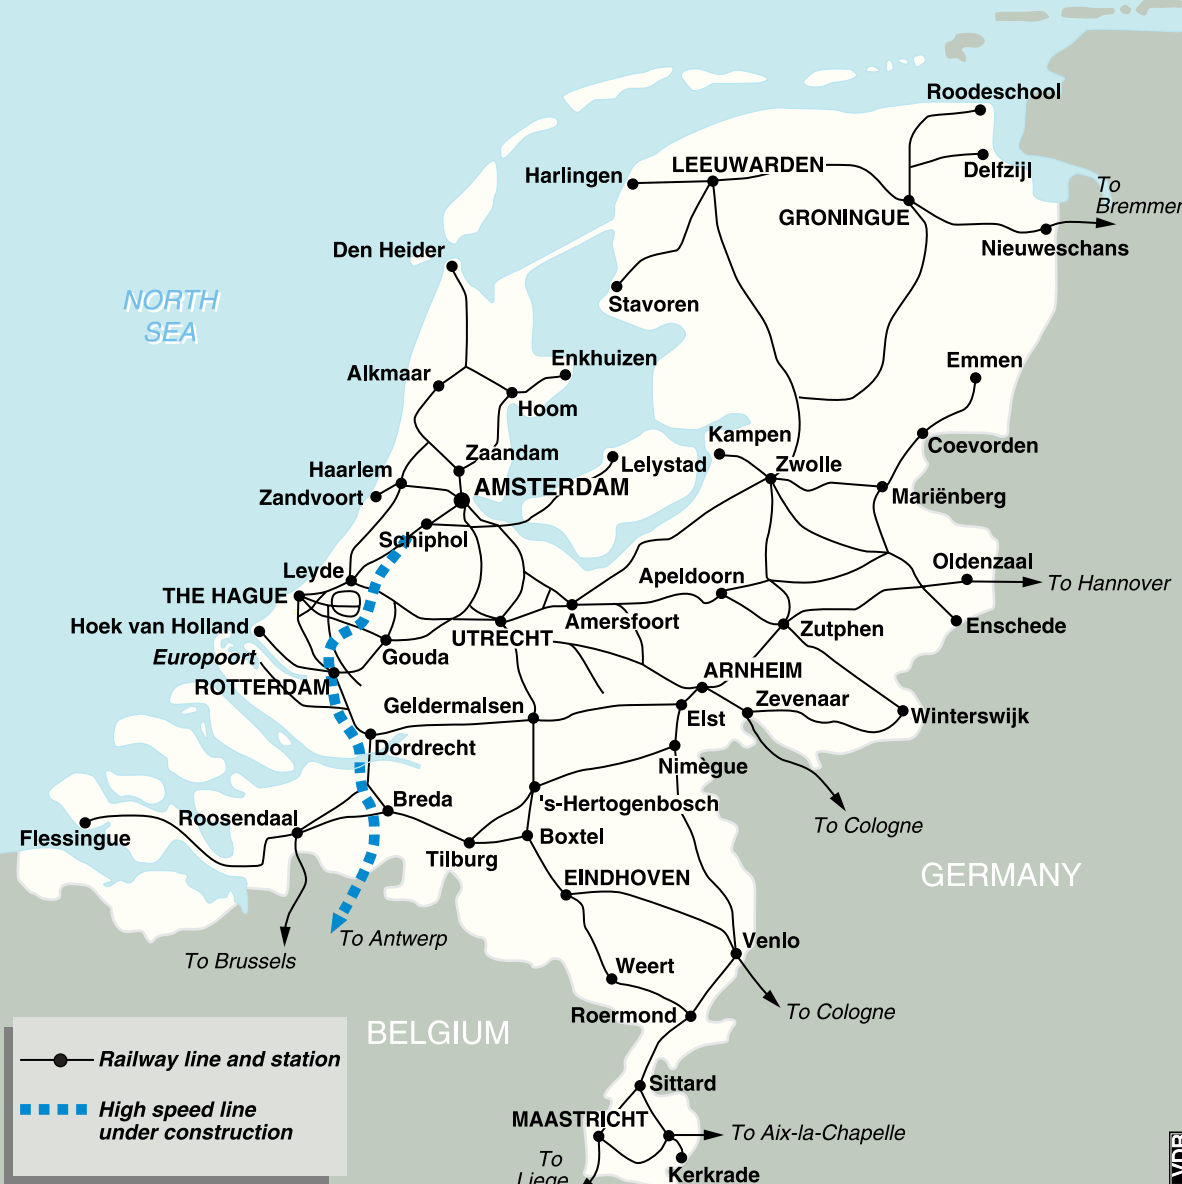 Roodeschool
LEEUWARDEN
Harlingen
Delfzijl
To
Bremmen
GRONINGUE
Nieuweschans
Den Heider
NORTH
SEA
Stavoren
Enkhuizen
Emmen
Alkmaar
Hoom
Kampen
Coevorden
Zaandam
Haarlem
Lelystad
Zwolle
Zandvoort
AMSTERDAM
Mariënberg
Schiphol
Oldenzaal
Leyde
Apeldoorn
To Hannover
THE HAGUE
Hoek van Holland
Amersfoort
Zutphen
Enschede
UTRECHT
Europoort
Gouda
ARNHEIM
ROTTERDAM
Zevenaar
Geldermalsen
Elst
Winterswijk
Dordrecht
Nimègue
Breda
's-Hertogenbosch
Roosendaal
To Cologne
Flessingue
Boxtel
Tilburg
EINDHOVEN
GERMANY
To Antwerp
Venlo
To Brussels
Weert
To Cologne
Roermond
BELGIUM
Railway line and station
Sittard
High speed line
under construction
MAASTRICHT
To Aix-la-Chapelle
To
Liege
Kerkrade